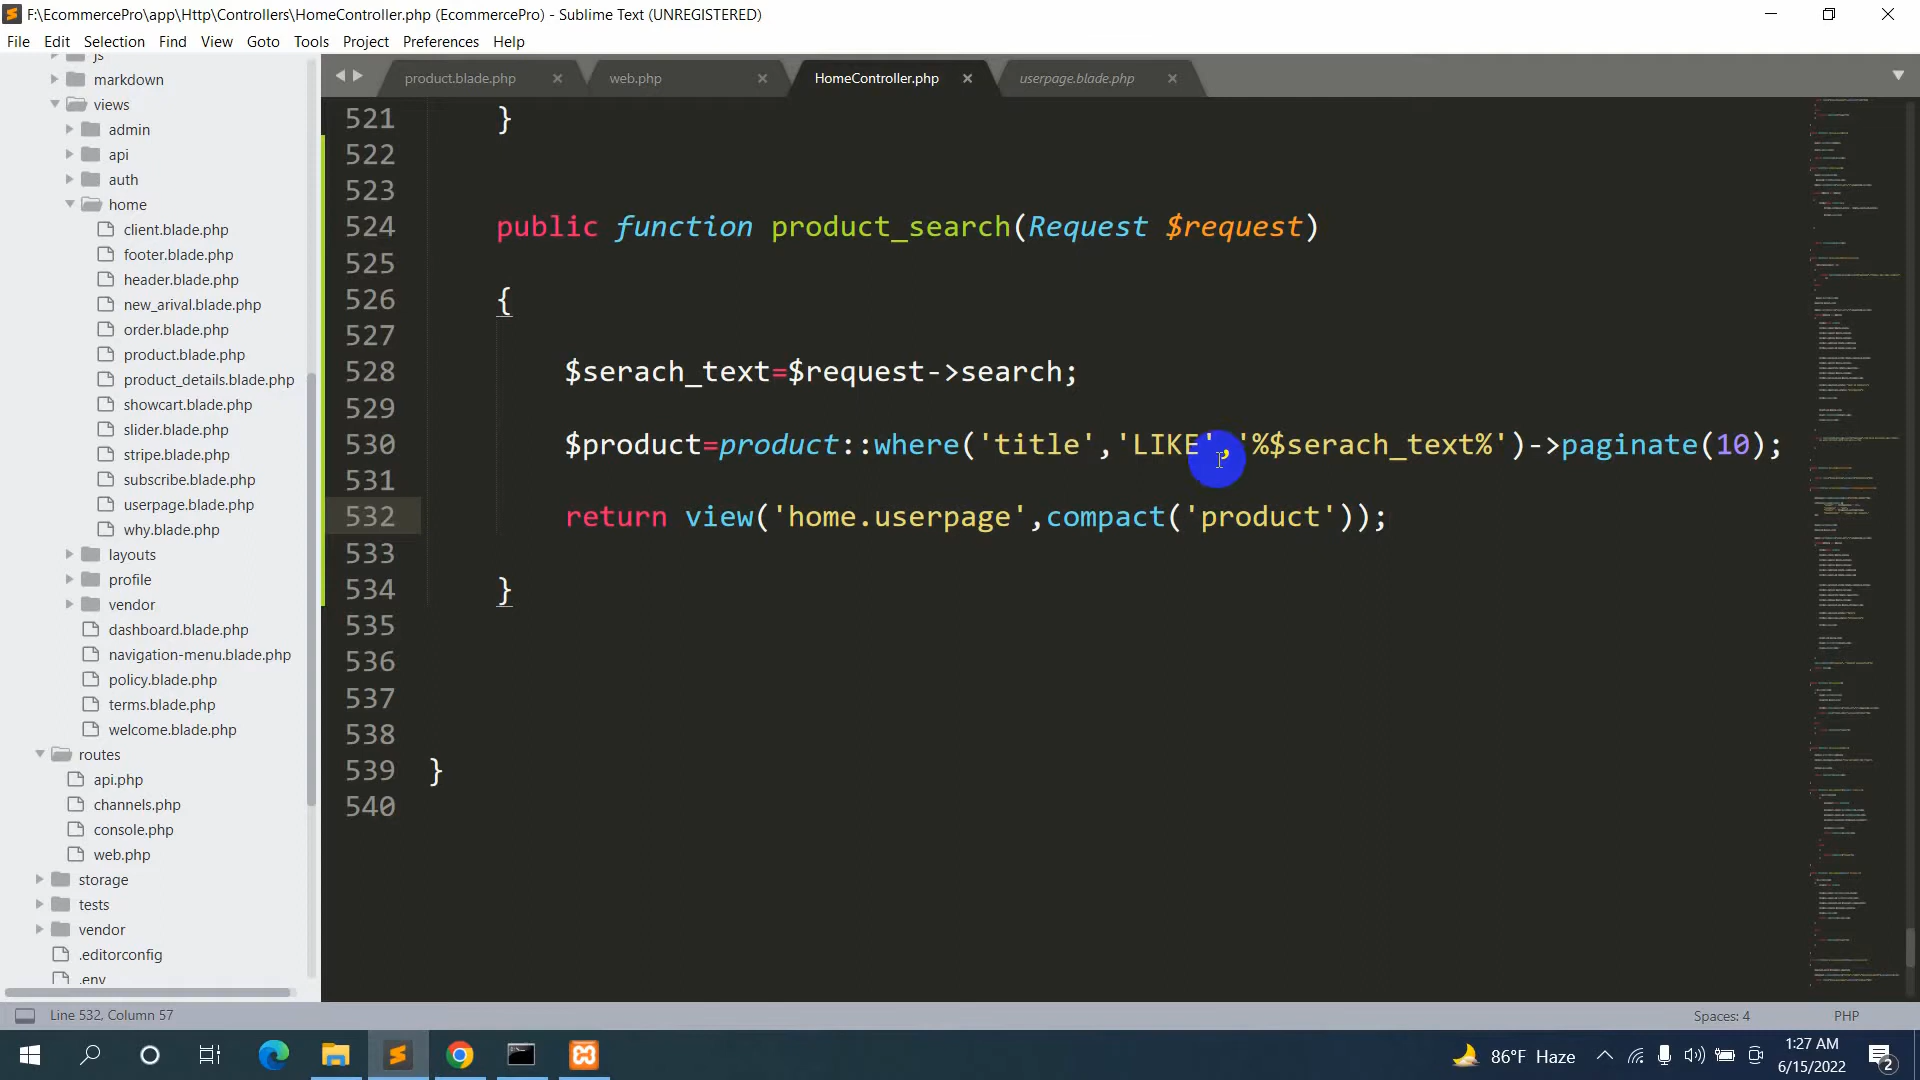 F:\EcommercePro\app\Http\Controllers\HomeController.php (EcommercePro) - Sublime Text (UNREGISTERED)
File Edit Selection Find View Goto Tools Project Preferences Help
product.blade.php
web.php
HomeController.php
userpage.blade.php
js
markdown
views
admin
api
auth
home
client.blade.php
footer.blade.php
header.blade.php
new_arival.blade.php
order.blade.php
product.blade.php
product_details.blade.php
showcart.blade.php
slider.blade.php
stripe.blade.php
subscribe.blade.php
userpage.blade.php
why.blade.php
layouts
profile
vendor
dashboard.blade.php
navigation-menu.blade.php
policy.blade.php
terms.blade.php
welcome.blade.php
routes
api.php
channels.php
console.php
web.php
storage
tests
vendor
.editorconfig
.env
521 }
522
523
524 public function product_search(Request $request)
525
526 {
527
528 $serach_text=$request->search;
529
530 $product=product::where('title','LIKE','%$serach_text%')->paginate(10);
531
532 return view('home.userpage',compact('product'));
533
534 }
535
536
537
538
539 }
540
Line 532, Column 57
Spaces: 4
PHP
86°F Haze
1:27 AM
6/15/2022
2